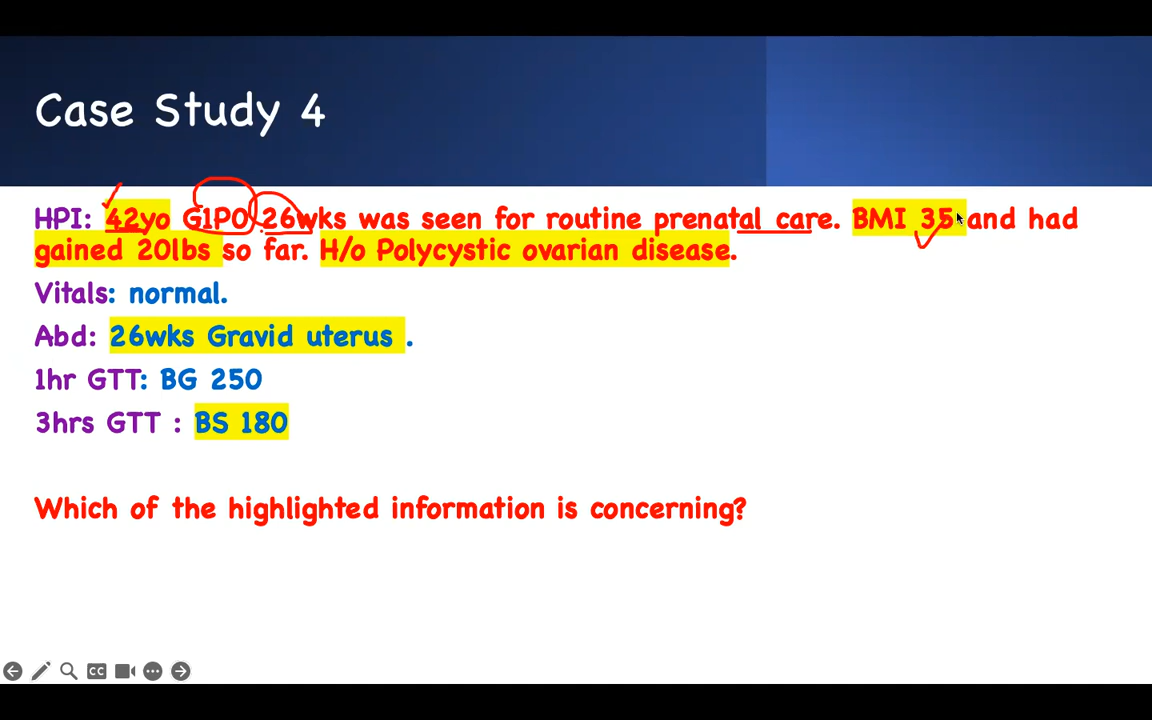 Case Study 4
HPI: 42yo G1P0 26wks was seen for routine prenatal care. BMI 35 and had
gained 20lbs so far. H/o Polycystic ovarian disease.
Vitals: normal.
Abd: 26wks Gravid uterus .
1hr GTT: BG 250
3hrs GTT : BS 180
Which of the highlighted information is concerning?
CC